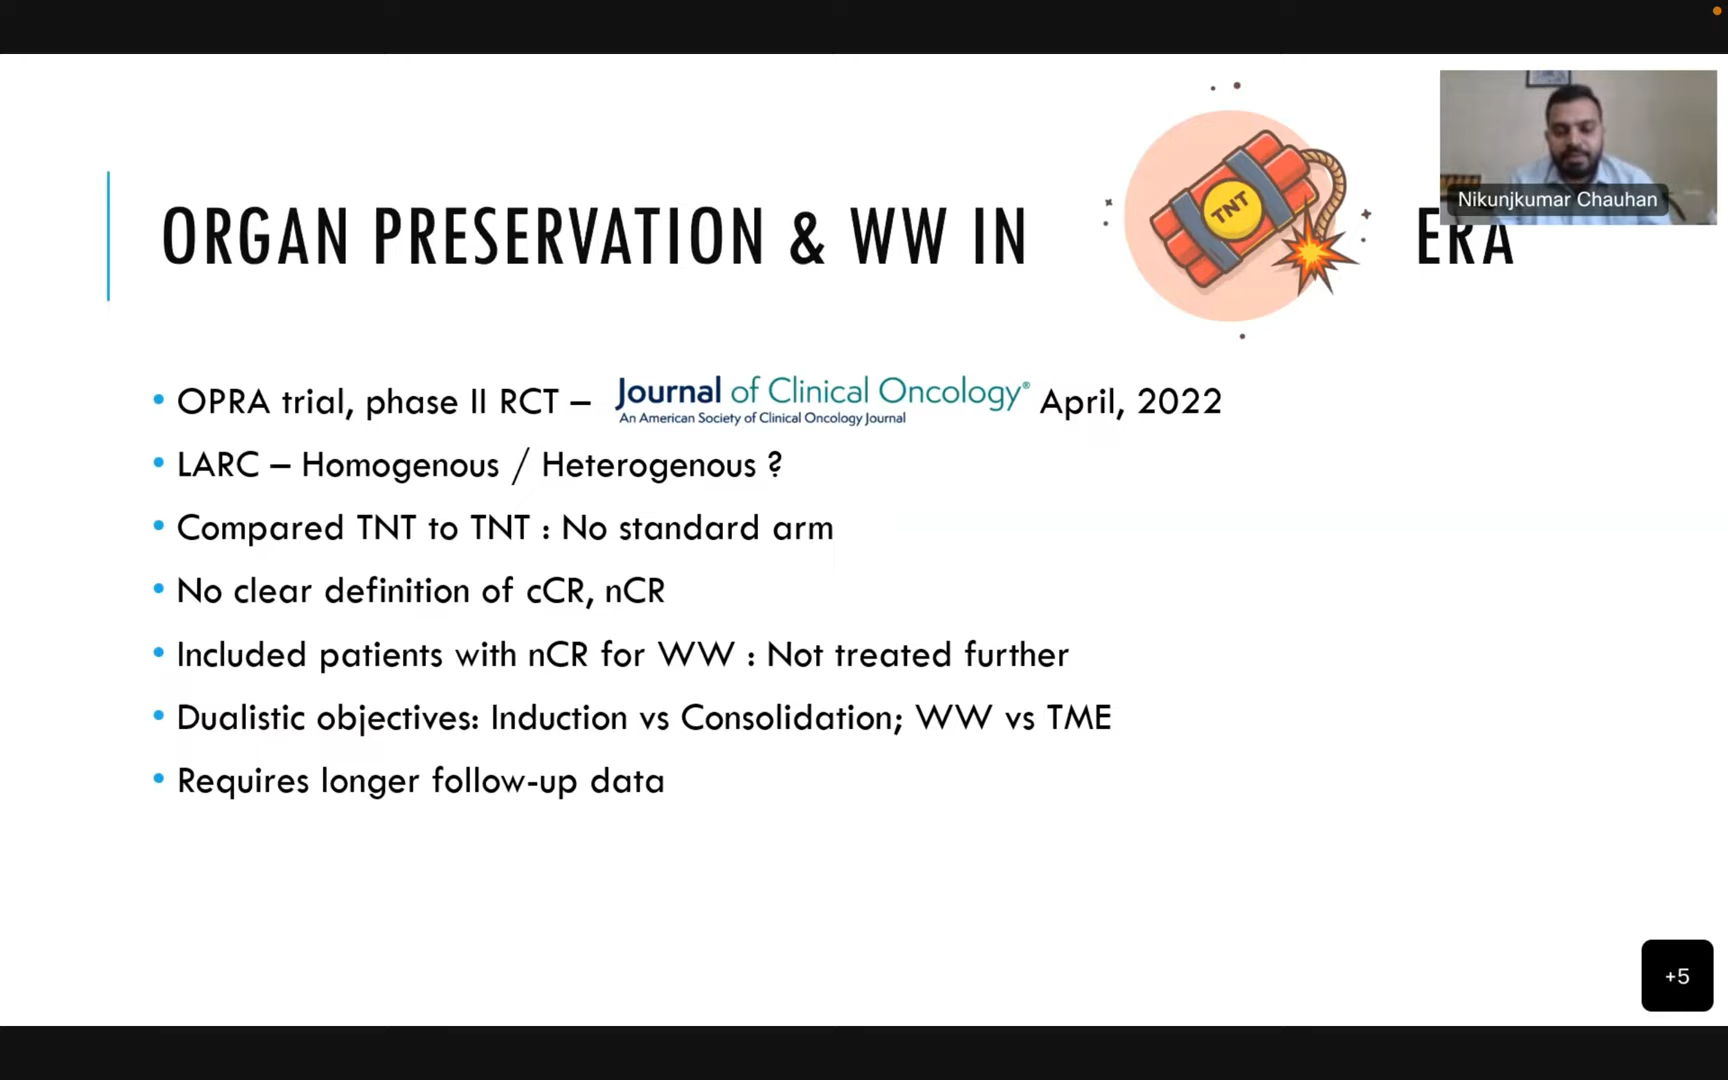 Nikunjkumar Chauhan
ORGAN PRESERVATION & WW IN TNT ERA
• OPRA trial, phase II RCT – Journal of Clinical Oncology® April, 2022
An American Society of Clinical Oncology Journal
• LARC – Homogenous / Heterogenous ?
• Compared TNT to TNT : No standard arm
• No clear definition of cCR, nCR
• Included patients with nCR for WW : Not treated further
• Dualistic objectives: Induction vs Consolidation; WW vs TME
• Requires longer follow-up data
+5